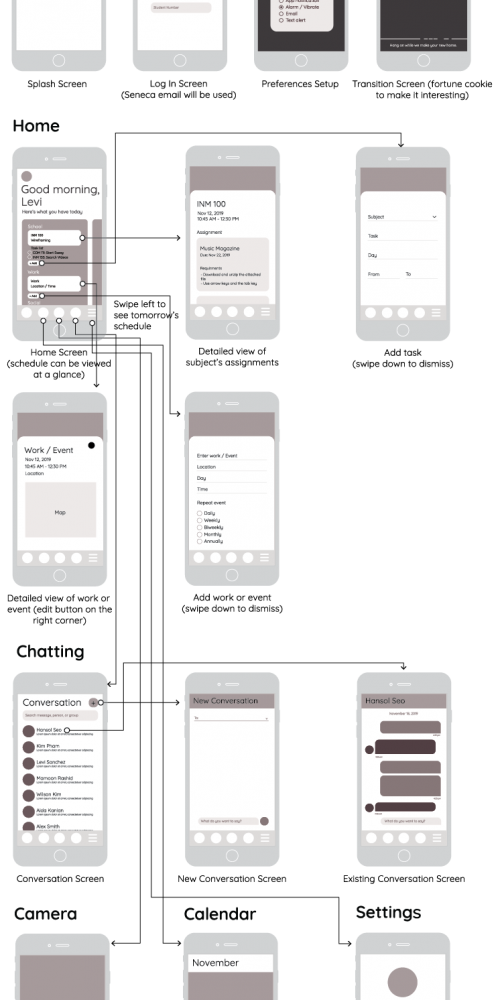 Student Number
App notification
Alarm / Vibrate
Email
Text alert
Hang on while we make your new home.
Splash Screen
Log In Screen
(Seneca email will be used)
Preferences Setup
Transition Screen (fortune cookie
to make it interesting)
Home
Good morning,
Levi
Here's what you have today
School
INM 100
Wireframing
+Add
Work
Work
Location / Time
+Add
Social
Swipe left to
see tomorrow's
schedule
Home Screen
(schedule can be viewed
at a glance)
INM 100
Nov 12, 2019
10:45 AM - 12:30 PM
Assignment
Music Magazine
Due Nov 22, 2019
Requirements
- Download and unzip the attached
file
- Use arrow keys and the tab key
Detailed view of
subject's assignments
Subject
Task
Day
From To
Add task
(swipe down to dismiss)
Work / Event
Nov 12, 2019
10:45 AM - 12:30 PM
Location
Map
Detailed view of work or
event (edit button on the
right corner)
Enter work / Event
Location
Day
Time
Repeat event
Daily
Weekly
Biweekly
Monthly
Annually
Add work or event
(swipe down to dismiss)
Chatting
Conversation +
Search message, person, or group
Hansol Seo
Kim Pham
Levi Sanchez
Mamoon Rashid
Wilson Kim
Aida Kanian
Alex Smith
Conversation Screen
New Conversation
To
What do you want to say?
New Conversation Screen
Hansol Seo
November 10, 2019
What do you want to say?
Existing Conversation Screen
Camera
Calendar
Settings
November